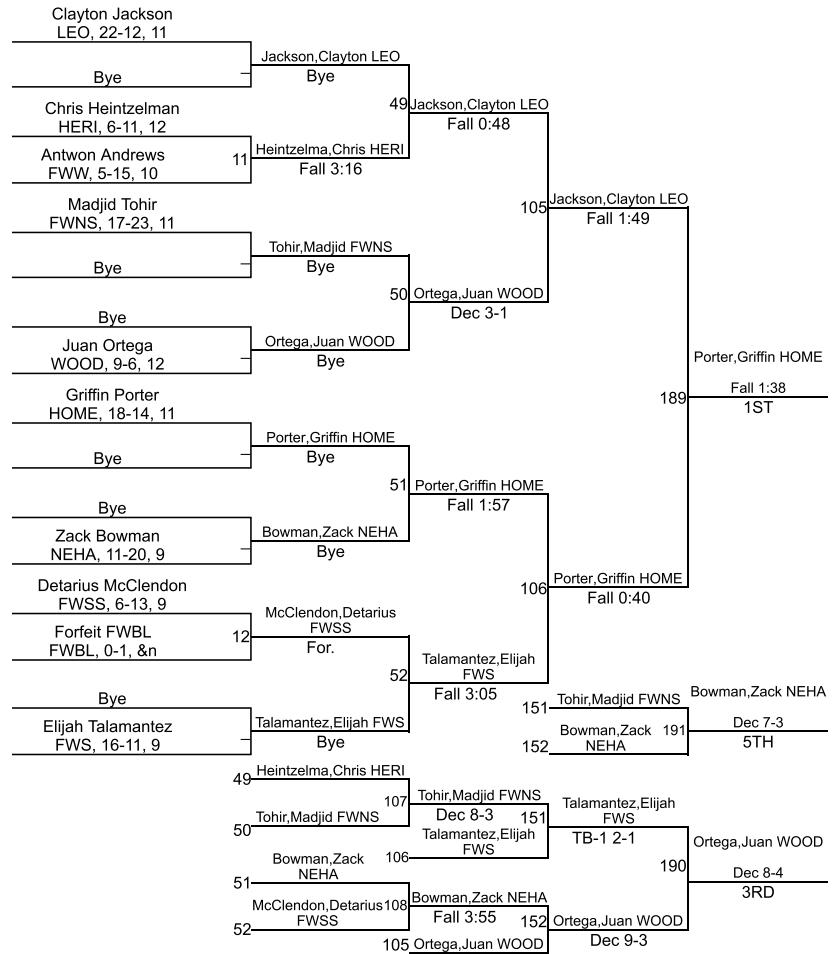 Clayton Jackson
LEO, 22-12, 11
Jackson,Clayton LEO
Bye
Bye
49
Jackson,Clayton LEO
Fall 0:48
Chris Heintzelman
HERI, 6-11, 12
Antwon Andrews
FWW, 5-15, 10
11
Heintzelma,Chris HERI
Fall 3:16
105
Jackson,Clayton LEO
Fall 1:49
Madjid Tohir
FWNS, 17-23, 11
Tohir,Madjid FWNS
Bye
Bye
50
Ortega,Juan WOOD
Dec 3-1
Bye
Juan Ortega
WOOD, 9-6, 12
Ortega,Juan WOOD
Bye
Porter,Griffin HOME
189
Fall 1:38
1ST
Griffin Porter
HOME, 18-14, 11
Porter,Griffin HOME
Bye
Bye
51
Porter,Griffin HOME
Fall 1:57
Bye
Zack Bowman
NEHA, 11-20, 9
Bowman,Zack NEHA
Bye
106
Porter,Griffin HOME
Fall 0:40
Detarius McClendon
FWSS, 6-13, 9
Forfeit FWBL
FWBL, 0-1, &n
12
McClendon,Detarius
FWSS
For.
52
Talamantez,Elijah
FWS
Fall 3:05
Bye
Elijah Talamantez
FWS, 16-11, 9
Talamantez,Elijah FWS
Bye
151
Tohir,Madjid FWNS
Bowman,Zack NEHA
152
Bowman,Zack
NEHA
191
Dec 7-3
5TH
49
Heintzelma,Chris HERI
50
Tohir,Madjid FWNS
107
Tohir,Madjid FWNS
Dec 8-3
106
Talamantez,Elijah
FWS
151
Talamantez,Elijah
FWS
TB-1 2-1
Ortega,Juan WOOD
190
Dec 8-4
3RD
51
Bowman,Zack
NEHA
52
McClendon,Detarius
FWSS
108
Bowman,Zack NEHA
Fall 3:55
105
Ortega,Juan WOOD
152
Ortega,Juan WOOD
Dec 9-3